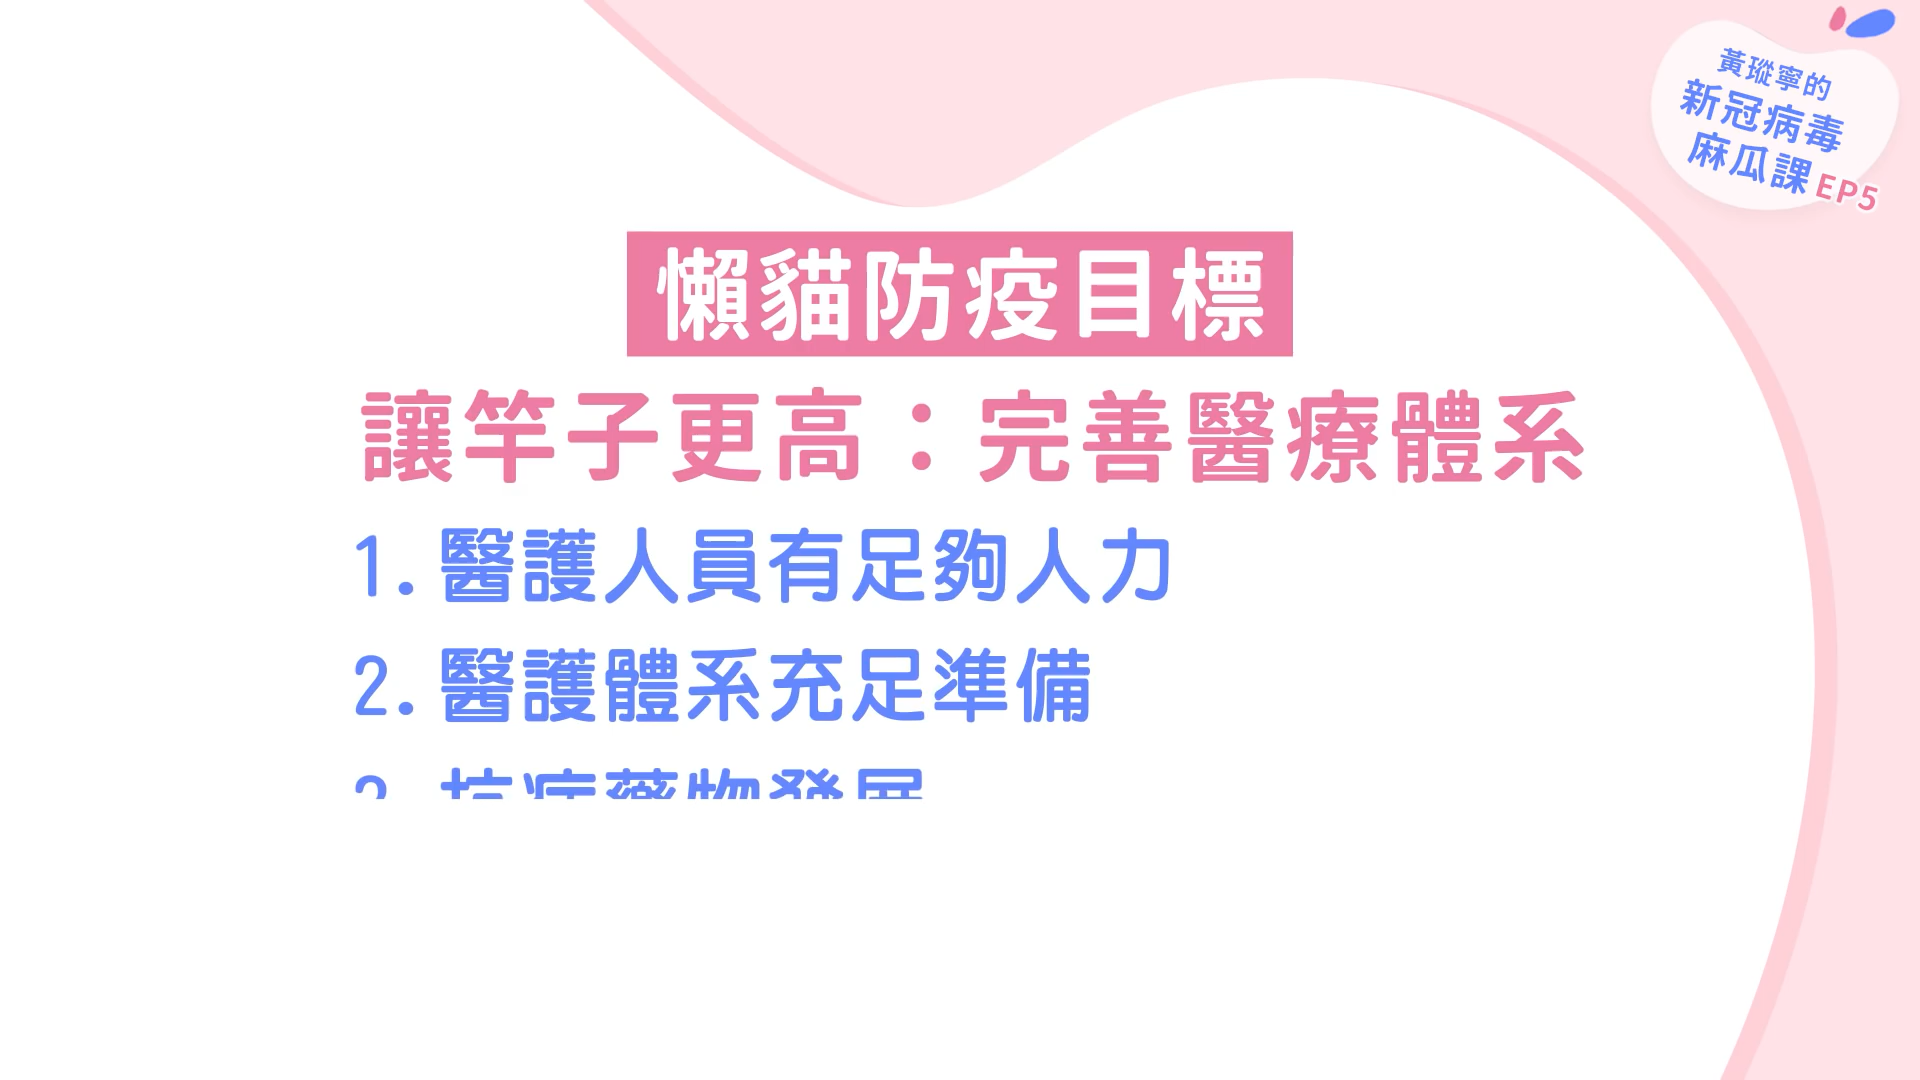 黃瑽寧的
新冠病毒
麻瓜課 EP5
懶貓防疫目標
讓竿子更高：完善醫療體系
1. 醫護人員有足夠人力
2. 醫護體系充足準備